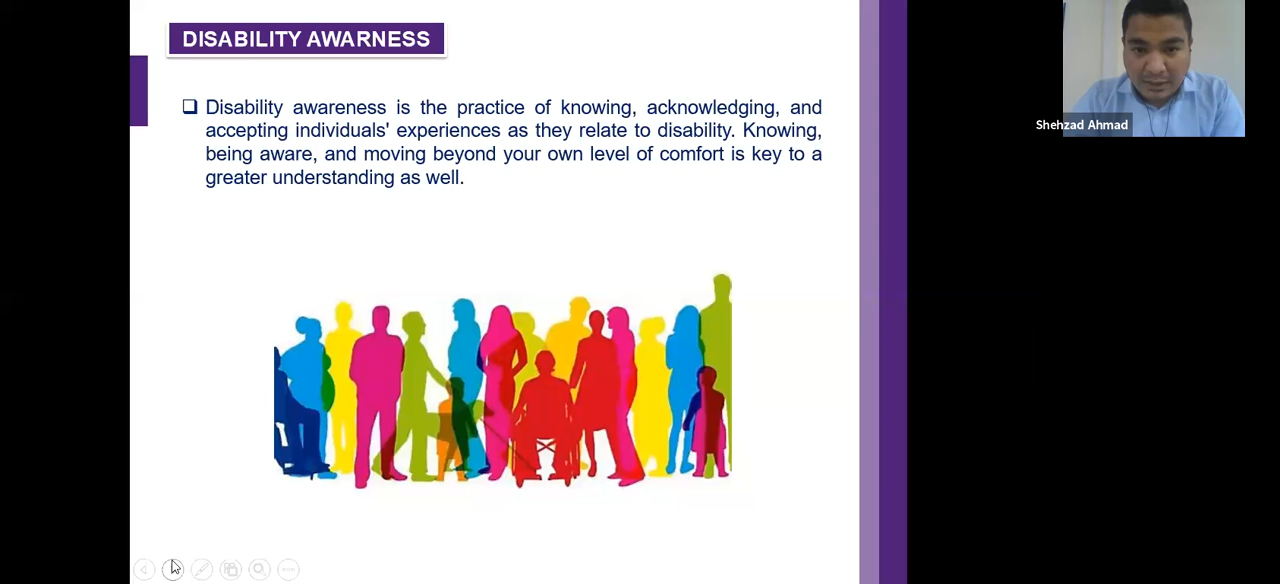 DISABILITY AWARNESS
❑ Disability awareness is the practice of knowing, acknowledging, and
accepting individuals' experiences as they relate to disability. Knowing,
being aware, and moving beyond your own level of comfort is key to a
greater understanding as well.
Shehzad Ahmad